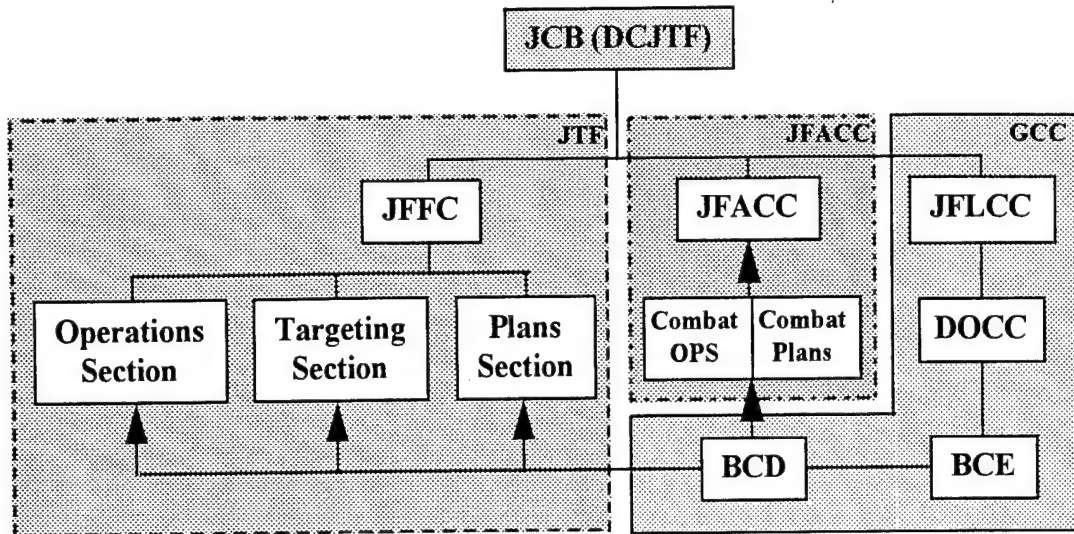 JCB (DCJTF)
JTF
JFACC
GCC
JFFC
JFACC
JFLCC
Operations
Section
Targeting
Section
Plans
Section
Combat
OPS
Combat
Plans
DOCC
BCD
BCE